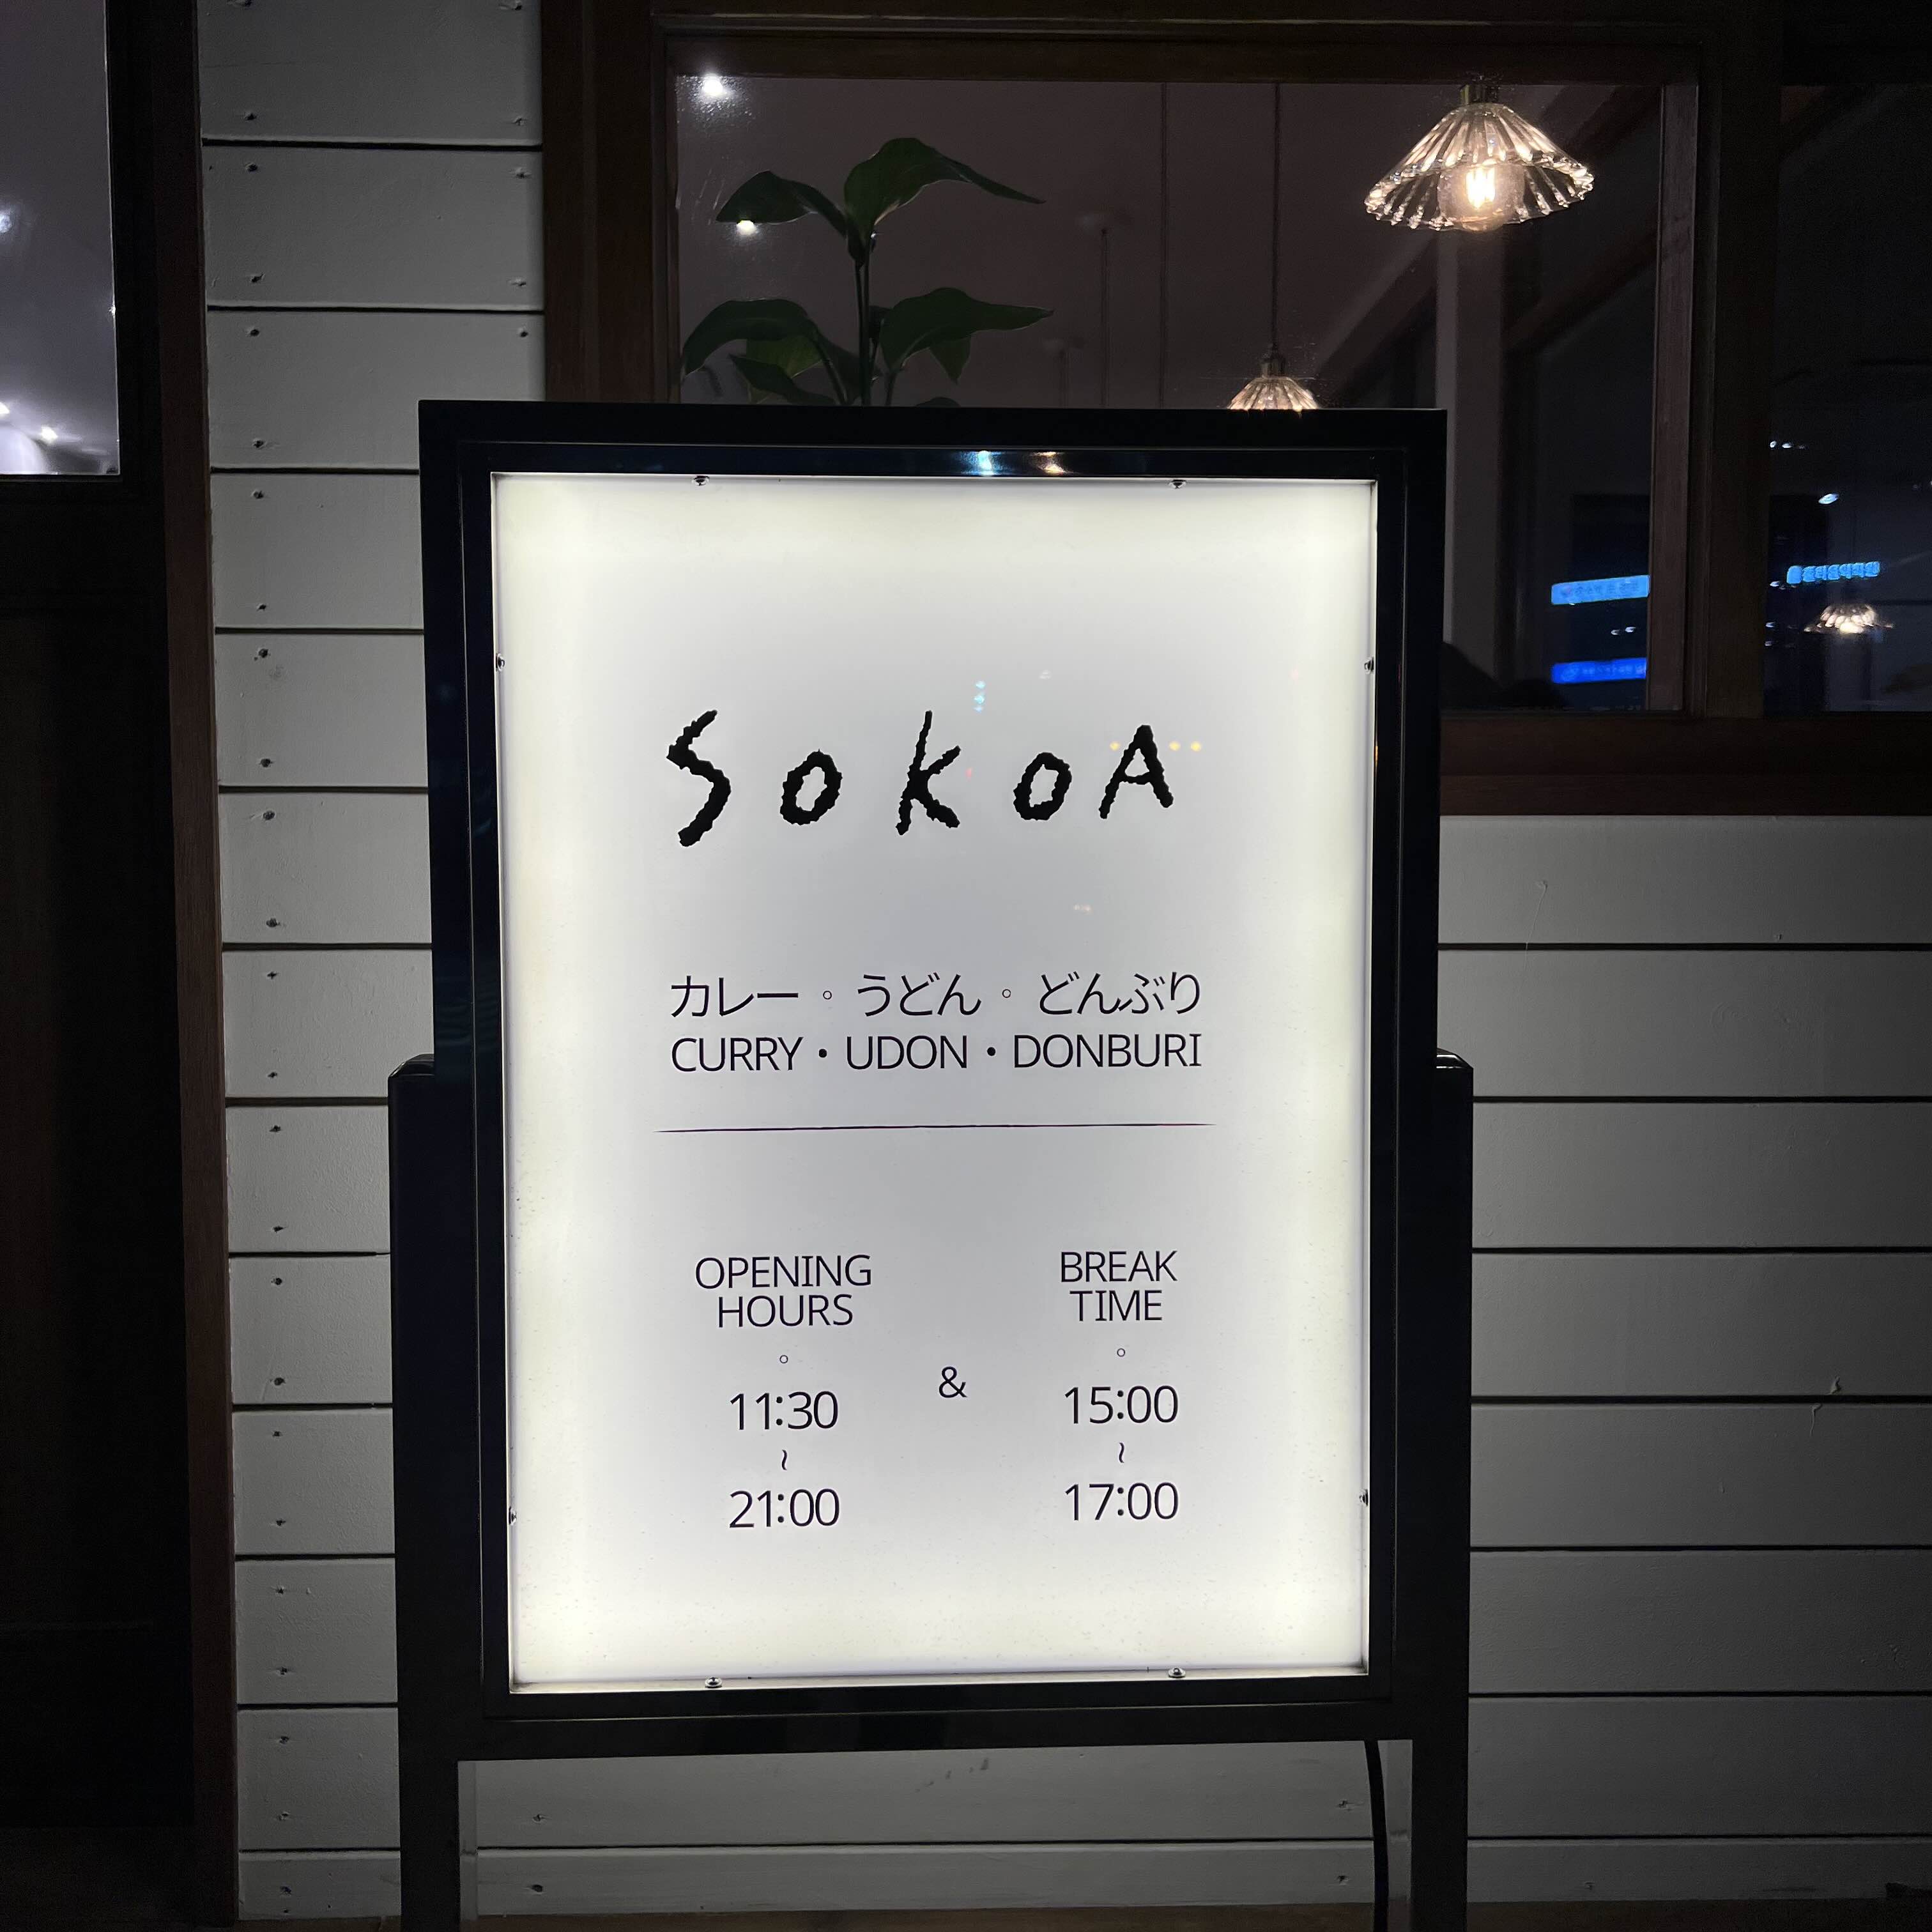 SokoA
カレー。うどん。どんぶり
CURRY・UDON・DONBURI
OPENING
HOURS
。
11:30
~
21:00
&
BREAK
TIME
。
15:00
~
17:00